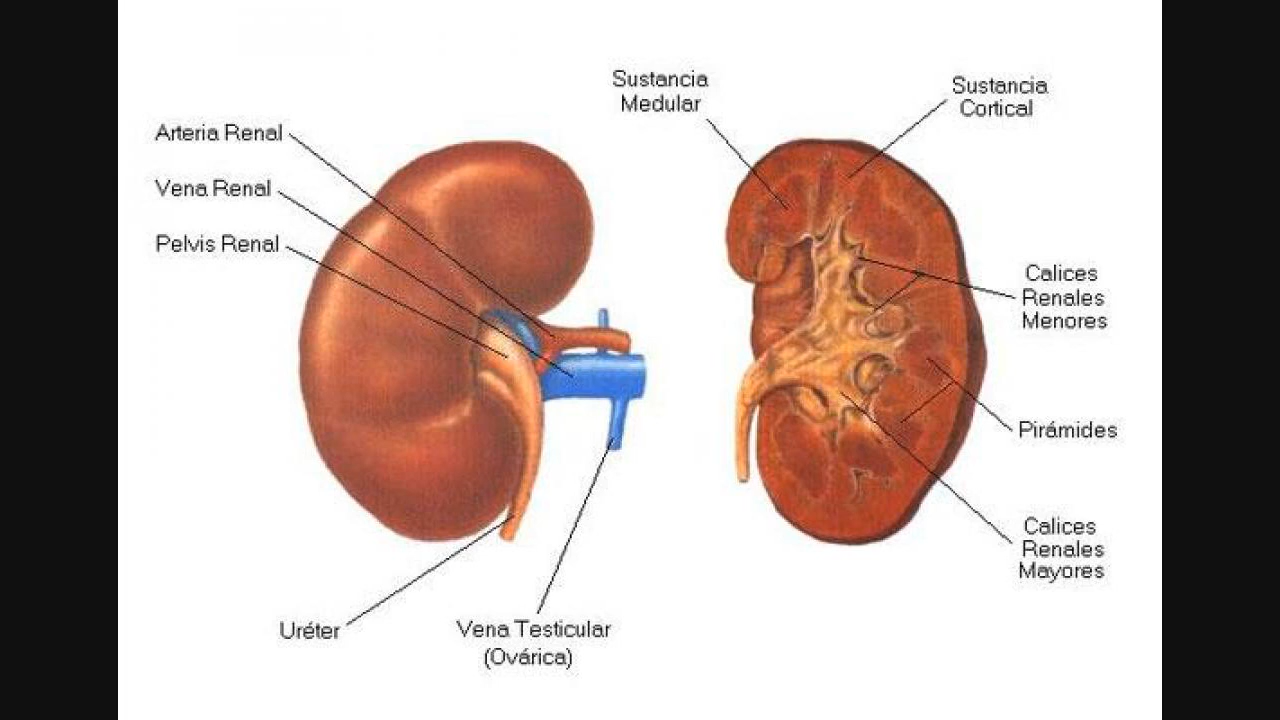 Arteria Renal
Vena Renal
Pelvis Renal
Uréter
Vena Testicular
(Ovárica)
Sustancia
Medular
Sustancia
Cortical
Calices
Renales
Menores
Pirámides
Calices
Renales
Mayores